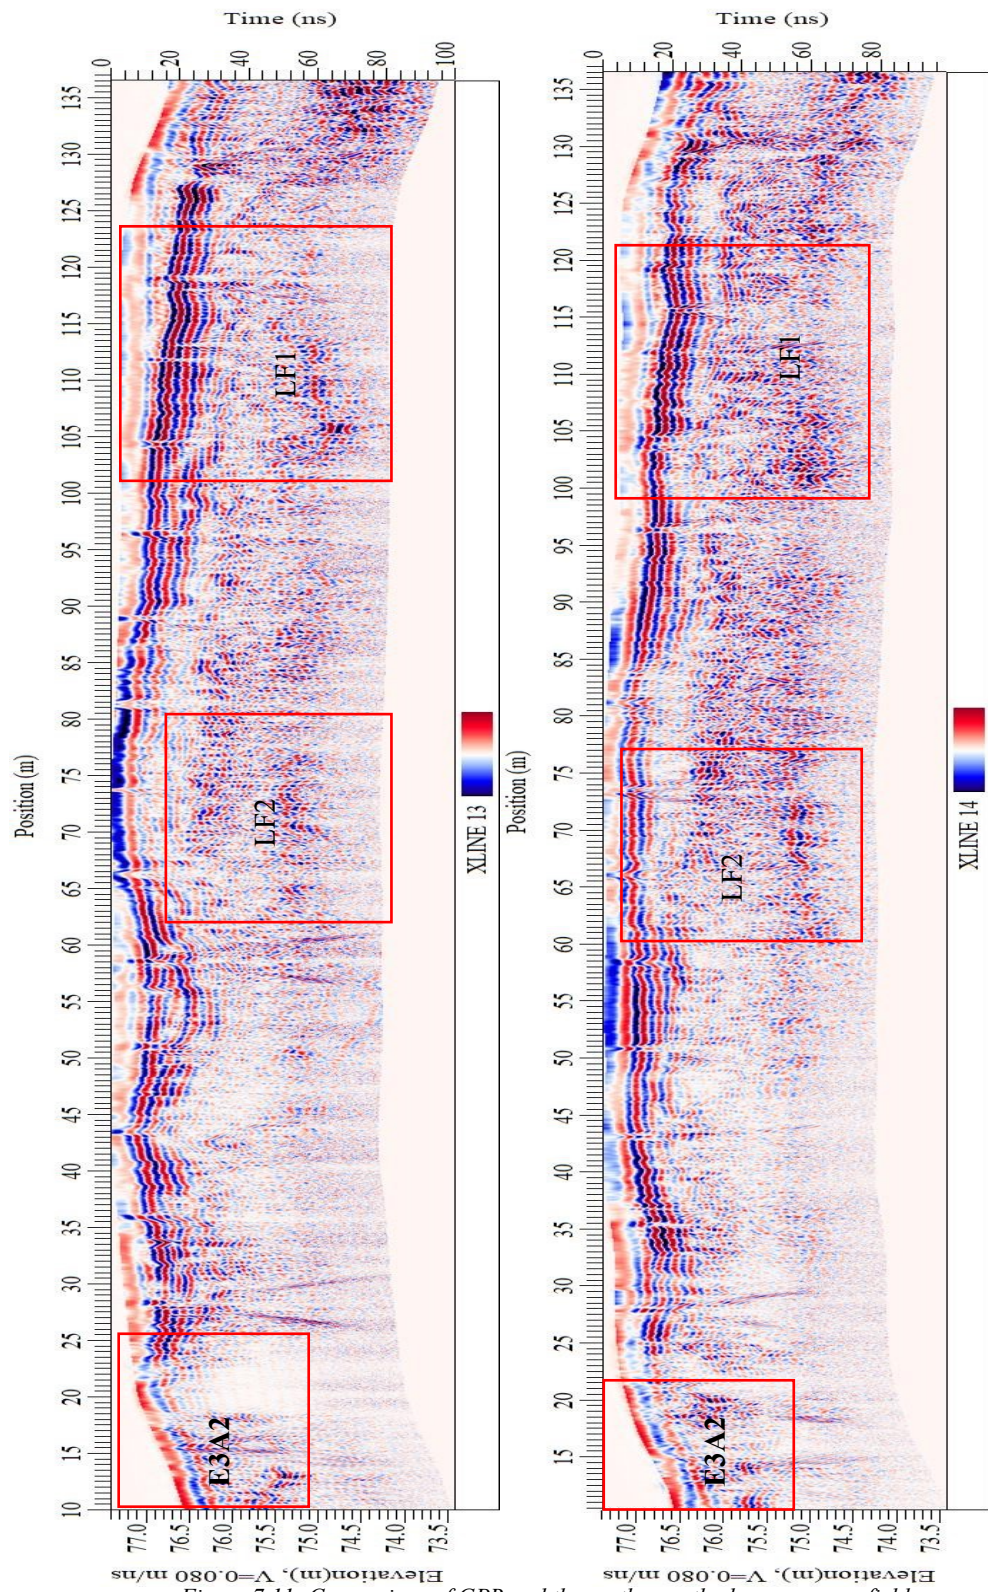 Time (ns)
0 20 40 60 80 100
Position (m)
10 15 20 25 30 35 40 45 50 55 60 65 70 75 80 85 90 95 100 105 110 115 120 125 130 135
E3A2
LF2
LF1
XLINE 13
77.0 76.5 76.0 75.5 75.0 74.5 74.0 73.5
Elevation(m), V=0.080 m/ns
Time (ns)
0 20 40 60 80
Position (m)
15 20 25 30 35 40 45 50 55 60 65 70 75 80 85 90 95 100 105 110 115 120 125 130 135
E3A2
LF2
LF1
XLINE 14
77.0 76.5 76.0 75.5 75.0 74.5 74.0 73.5
Elevation(m), V=0.080 m/ns